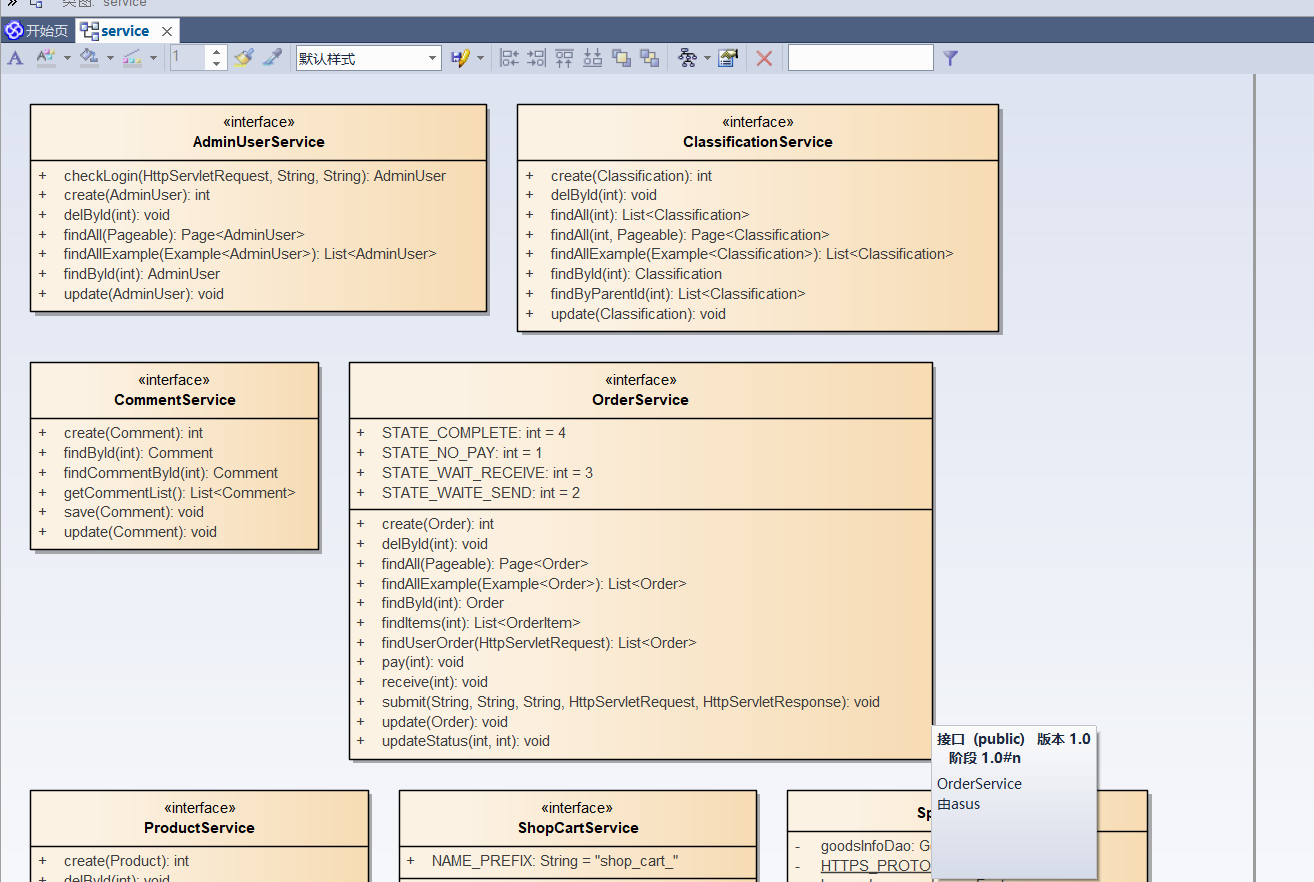 类图: service
开始页
service
1
默认样式
«interface»
AdminUserService
+ checkLogin(HttpServletRequest, String, String): AdminUser
+ create(AdminUser): int
+ delById(int): void
+ findAll(Pageable): Page<AdminUser>
+ findAllExample(Example<AdminUser>): List<AdminUser>
+ findById(int): AdminUser
+ update(AdminUser): void
«interface»
ClassificationService
+ create(Classification): int
+ delById(int): void
+ findAll(int): List<Classification>
+ findAll(int, Pageable): Page<Classification>
+ findAllExample(Example<Classification>): List<Classification>
+ findById(int): Classification
+ findByParentId(int): List<Classification>
+ update(Classification): void
«interface»
CommentService
+ create(Comment): int
+ findById(int): Comment
+ findCommentById(int): Comment
+ getCommentList(): List<Comment>
+ save(Comment): void
+ update(Comment): void
«interface»
OrderService
+ STATE_COMPLETE: int = 4
+ STATE_NO_PAY: int = 1
+ STATE_WAIT_RECEIVE: int = 3
+ STATE_WAITE_SEND: int = 2
+ create(Order): int
+ delById(int): void
+ findAll(Pageable): Page<Order>
+ findAllExample(Example<Order>): List<Order>
+ findById(int): Order
+ findItems(int): List<OrderItem>
+ findUserOrder(HttpServletRequest): List<Order>
+ pay(int): void
+ receive(int): void
+ submit(String, String, String, HttpServletRequest, HttpServletResponse): void
+ update(Order): void
+ updateStatus(int, int): void
接口 (public) 版本 1.0
阶段 1.0#n
OrderService
由asus
«interface»
ProductService
+ create(Product): int
+ delById(int): void
«interface»
ShopCartService
+ NAME_PREFIX: String = "shop_cart_"
Sp
- goodsInfoDao: G
- HTTPS_PROTO